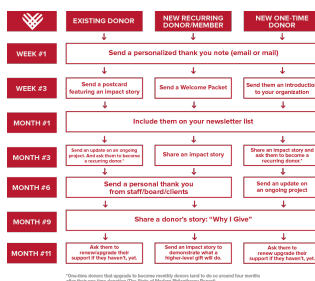 EXISTING DONOR
NEW RECURRING
DONOR/MEMBER
NEW ONE-TIME
DONOR
WEEK #1
Send a personalized thank you note (email or mail)
WEEK #3
Send a postcard
featuring an impact story
Send a Welcome Packet
Send them an introduction
to your organization
MONTH #1
Include them on your newsletter list
MONTH #3
Send an update on an ongoing
project. And ask them to become
a recurring donor.*
Share an impact story
Share an impact story and
ask them to become a
recurring donor.*
MONTH #6
Send a personal thank you
from staff/board/clients
Send an update on
an ongoing project
MONTH #9
Share a donor's story: "Why I Give"
MONTH #11
Ask them to
renew/upgrade their
support if they haven't, yet.
Send an impact story to
demonstrate what a
higher-level gift will do.
Ask them to
renew/upgrade their
support if they haven't, yet.
*One-time donors that upgrade to become monthly donors tend to do so around four months